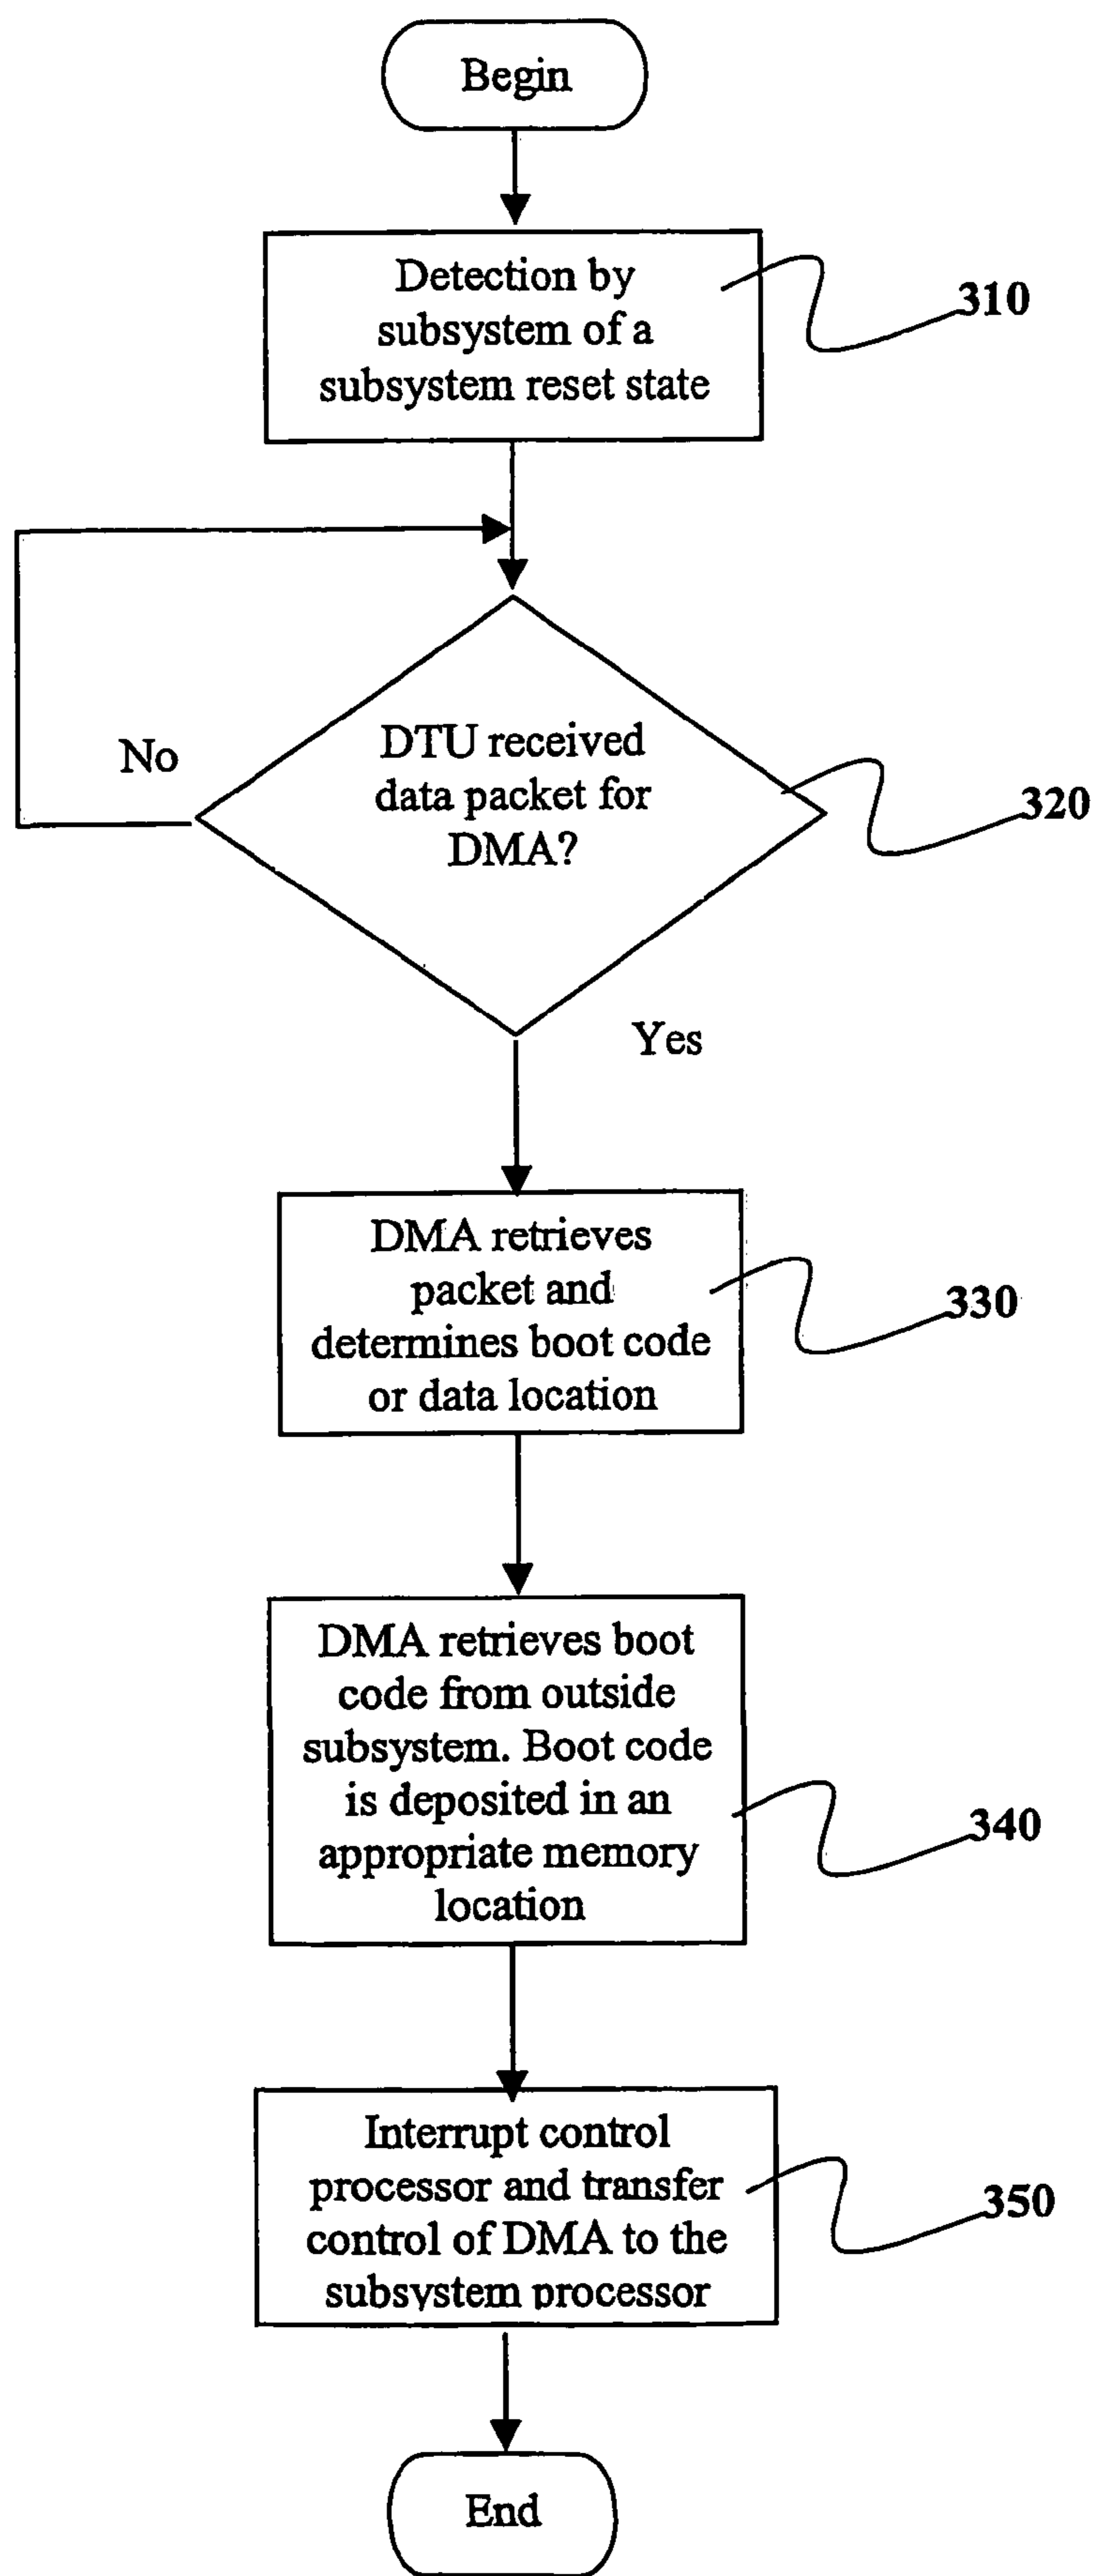 Begin
Detection by
subsystem of a
subsystem reset state
310
DTU received
data packet for
DMA?
320
No
Yes
DMA retrieves
packet and
determines boot code
or data location
330
DMA retrieves boot
code from outside
subsystem. Boot code
is deposited in an
appropriate memory
location
340
Interrupt control
processor and transfer
control of DMA to the
subsystem processor
350
End